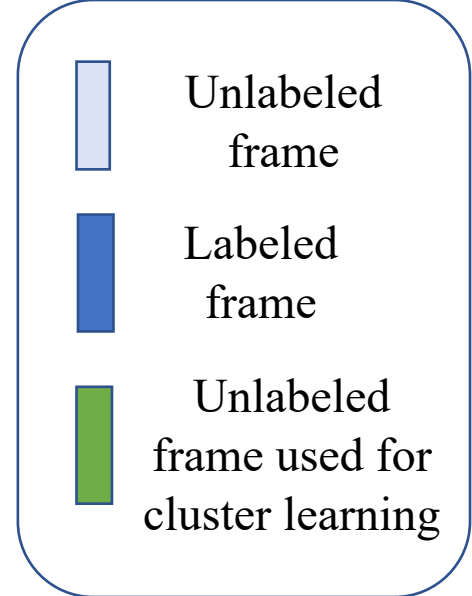 Unlabeled
frame
Labeled
frame
Unlabeled
frame used for
cluster learning